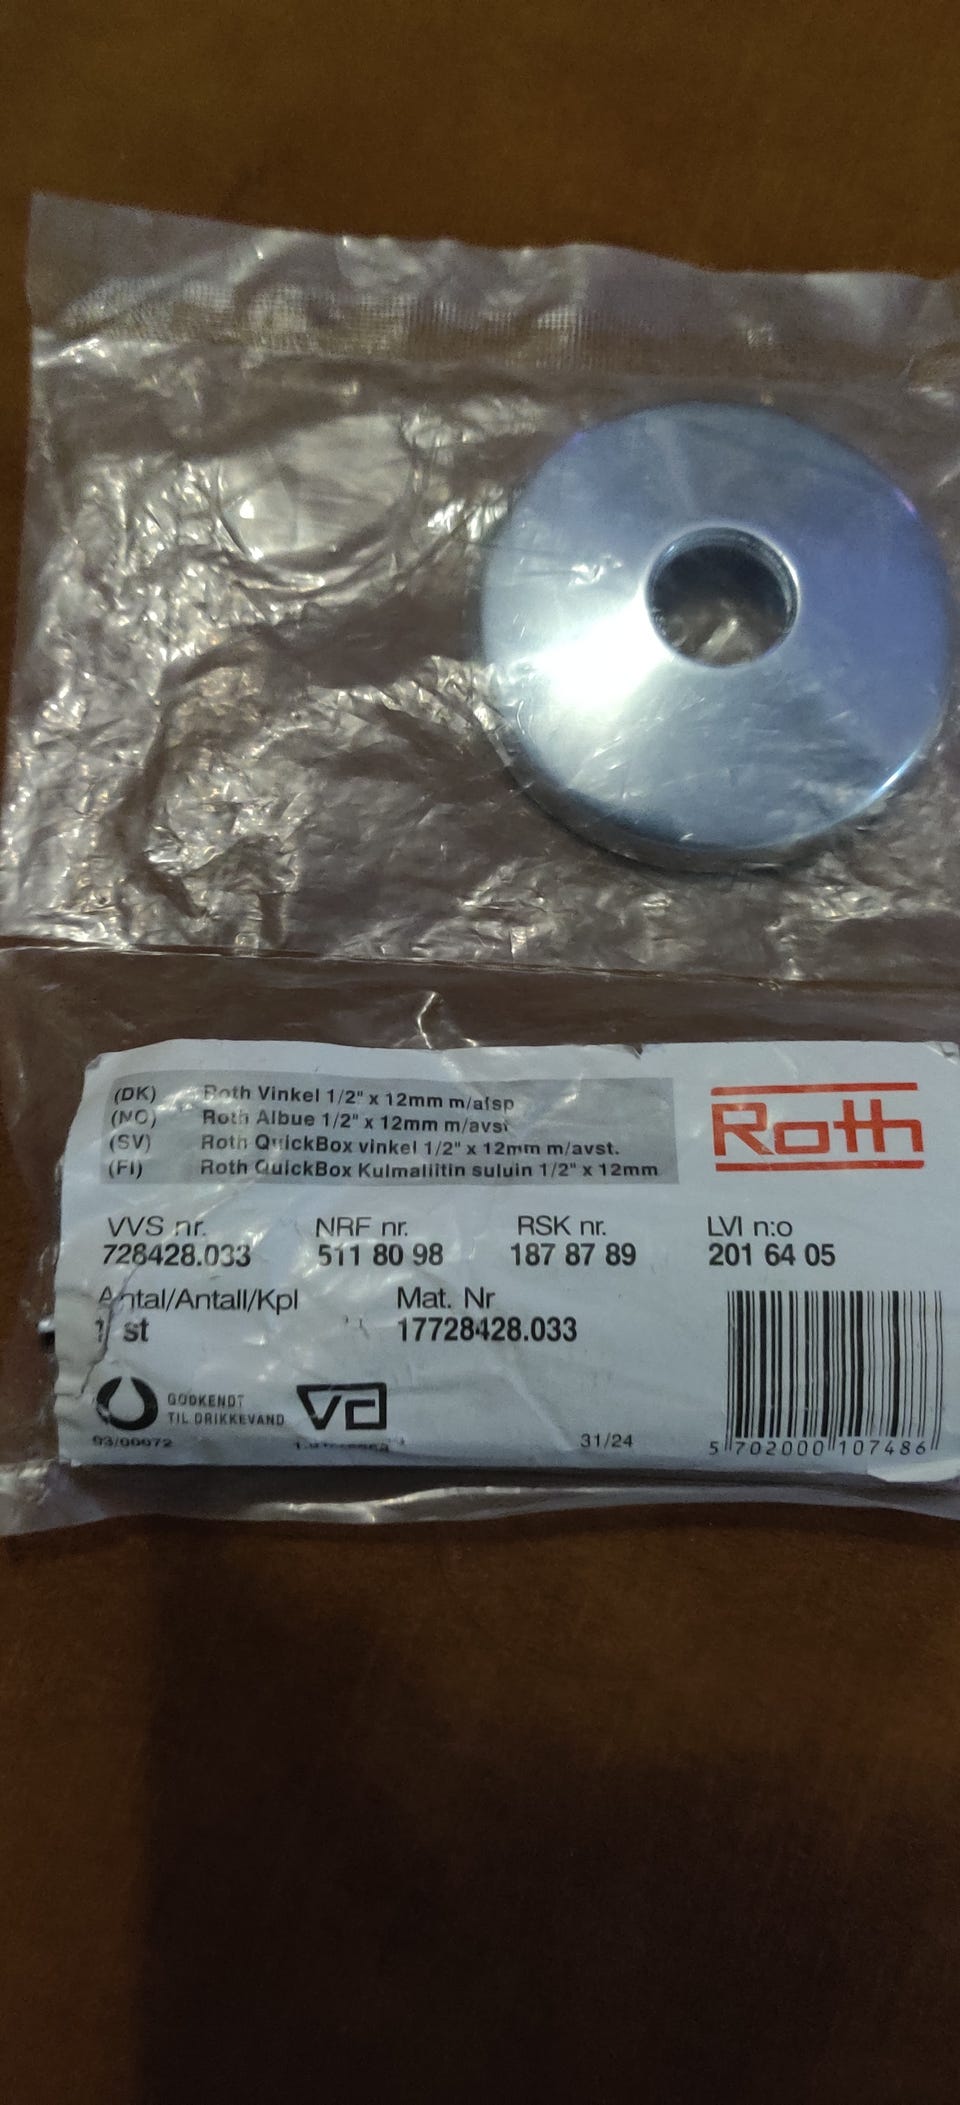 (DK) Roth Vinkel 1/2" x 12mm m/afsp
(NO) Roth Albue 1/2" x 12mm m/avst
(SV) Roth QuickBox vinkel 1/2" x 12mm m/avst.
(FI) Roth QuickBox Kulmaliitin suluin 1/2" x 12mm
Roth
VVS nr. NRF nr. RSK nr. LVI n:o
728428.033 511 80 98 187 87 89 201 64 05
Antal/Antall/Kpl Mat. Nr
st 17728428.033
GODKENDT
TIL DRIKKEVAND
VA
03/00072 31/24
5 702000 107486